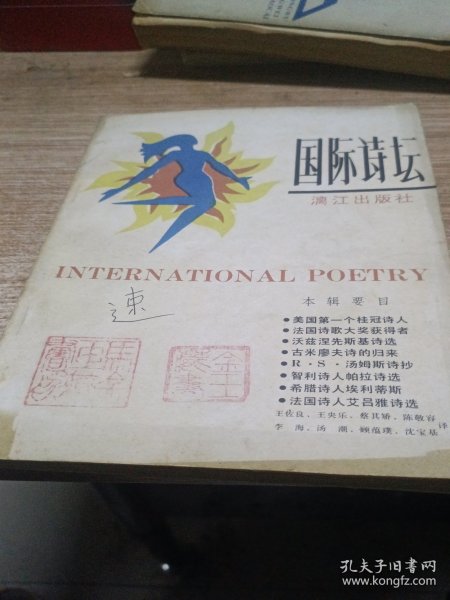 国际诗坛
漓江出版社
INTERNATIONAL POETRY
速
本辑要目
●美国第一个桂冠诗人
●法国诗歌大奖获得者
●沃兹涅先斯基诗选
●古米廖夫诗的归来
●R·S·汤姆斯诗抄
●智利诗人帕拉诗选
●希腊诗人埃利蒂斯
●法国诗人艾吕雅诗选
王佐良、王央乐、蔡其矫、陈敬容
李海、汤潮、顾蕴璞、沈宝基 译
孔夫子旧书网
www.kongfz.com